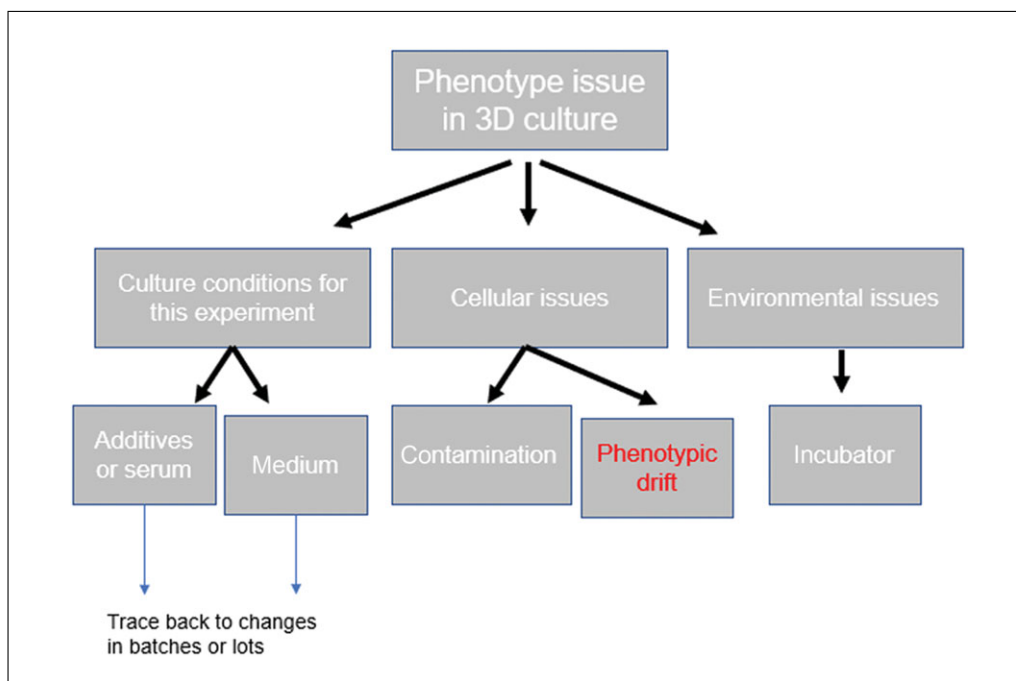 Phenotype issue
in 3D culture
Culture conditions for
this experiment
Cellular issues
Environmental issues
Additives
or serum
Medium
Contamination
Phenotypic
drift
Incubator
Trace back to changes
in batches or lots